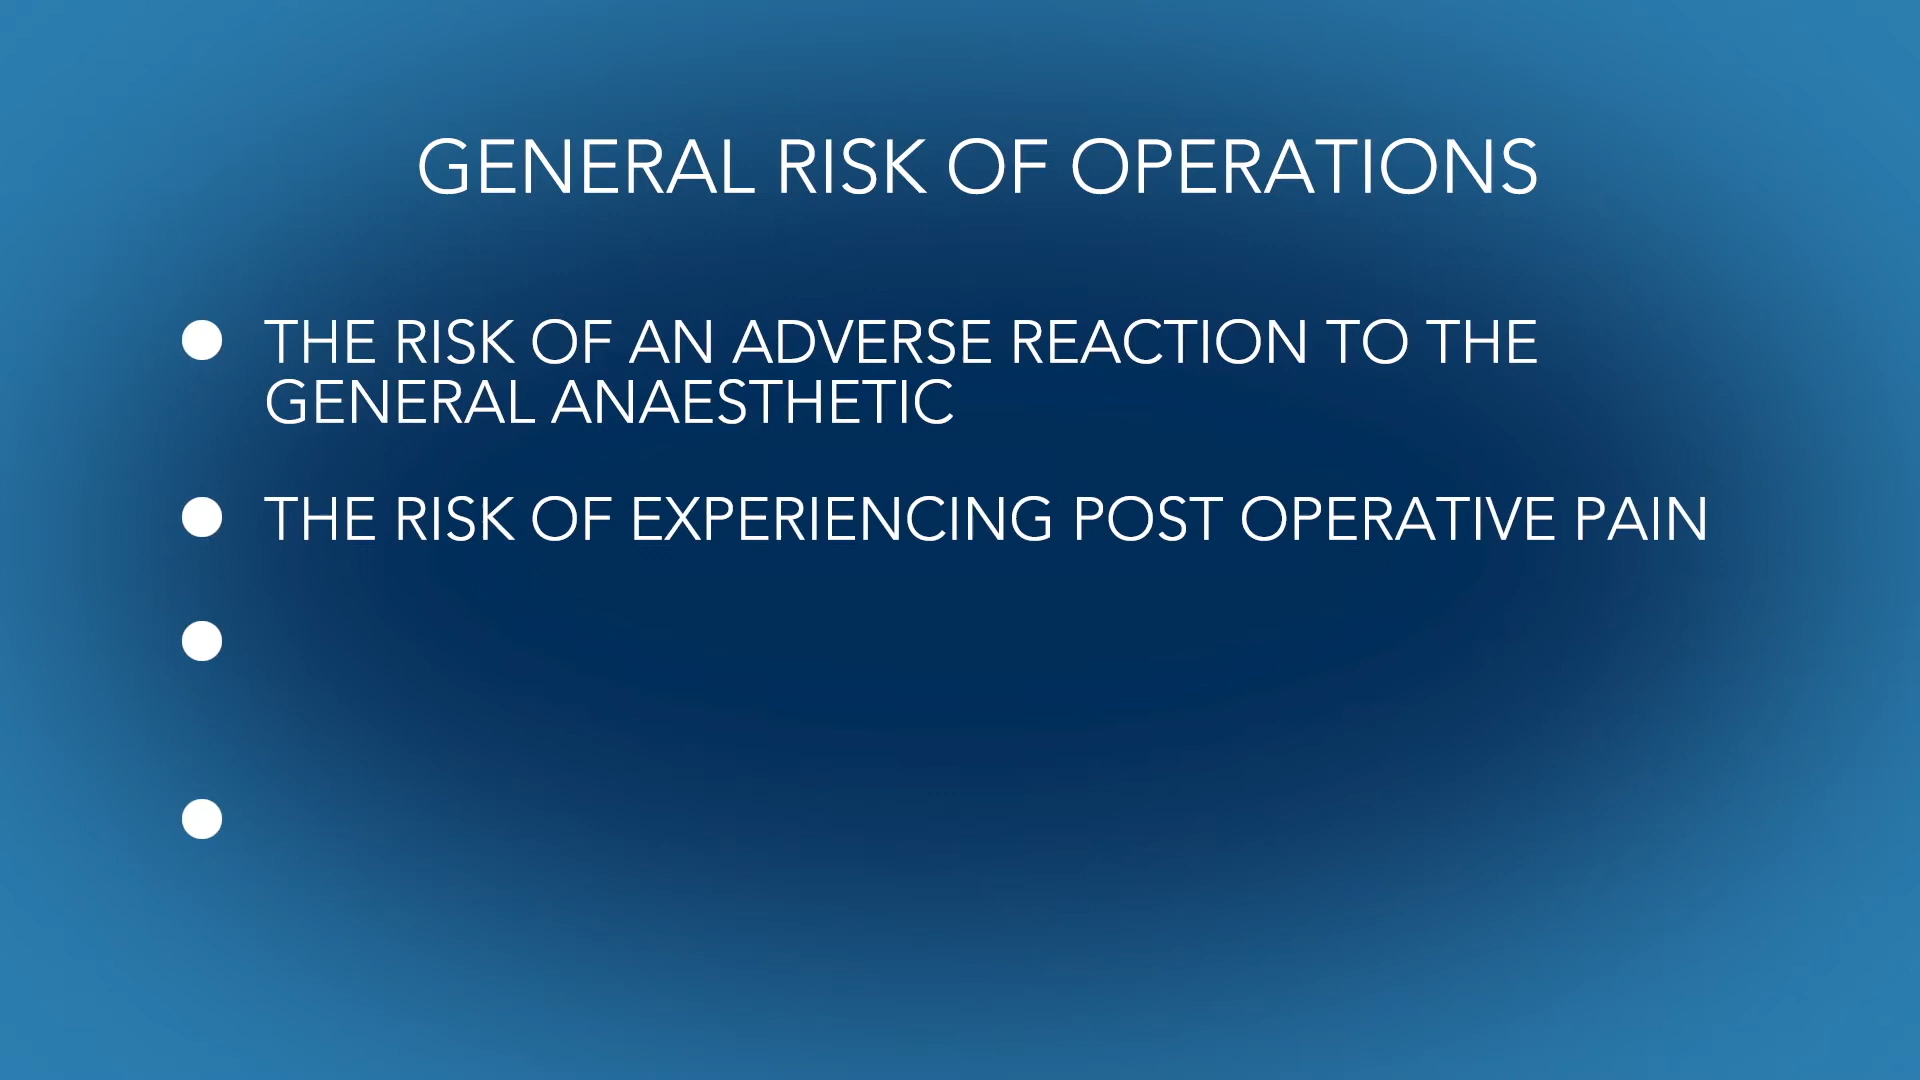 GENERAL RISK OF OPERATIONS
● THE RISK OF AN ADVERSE REACTION TO THE
GENERAL ANAESTHETIC
● THE RISK OF EXPERIENCING POST OPERATIVE PAIN
●
●